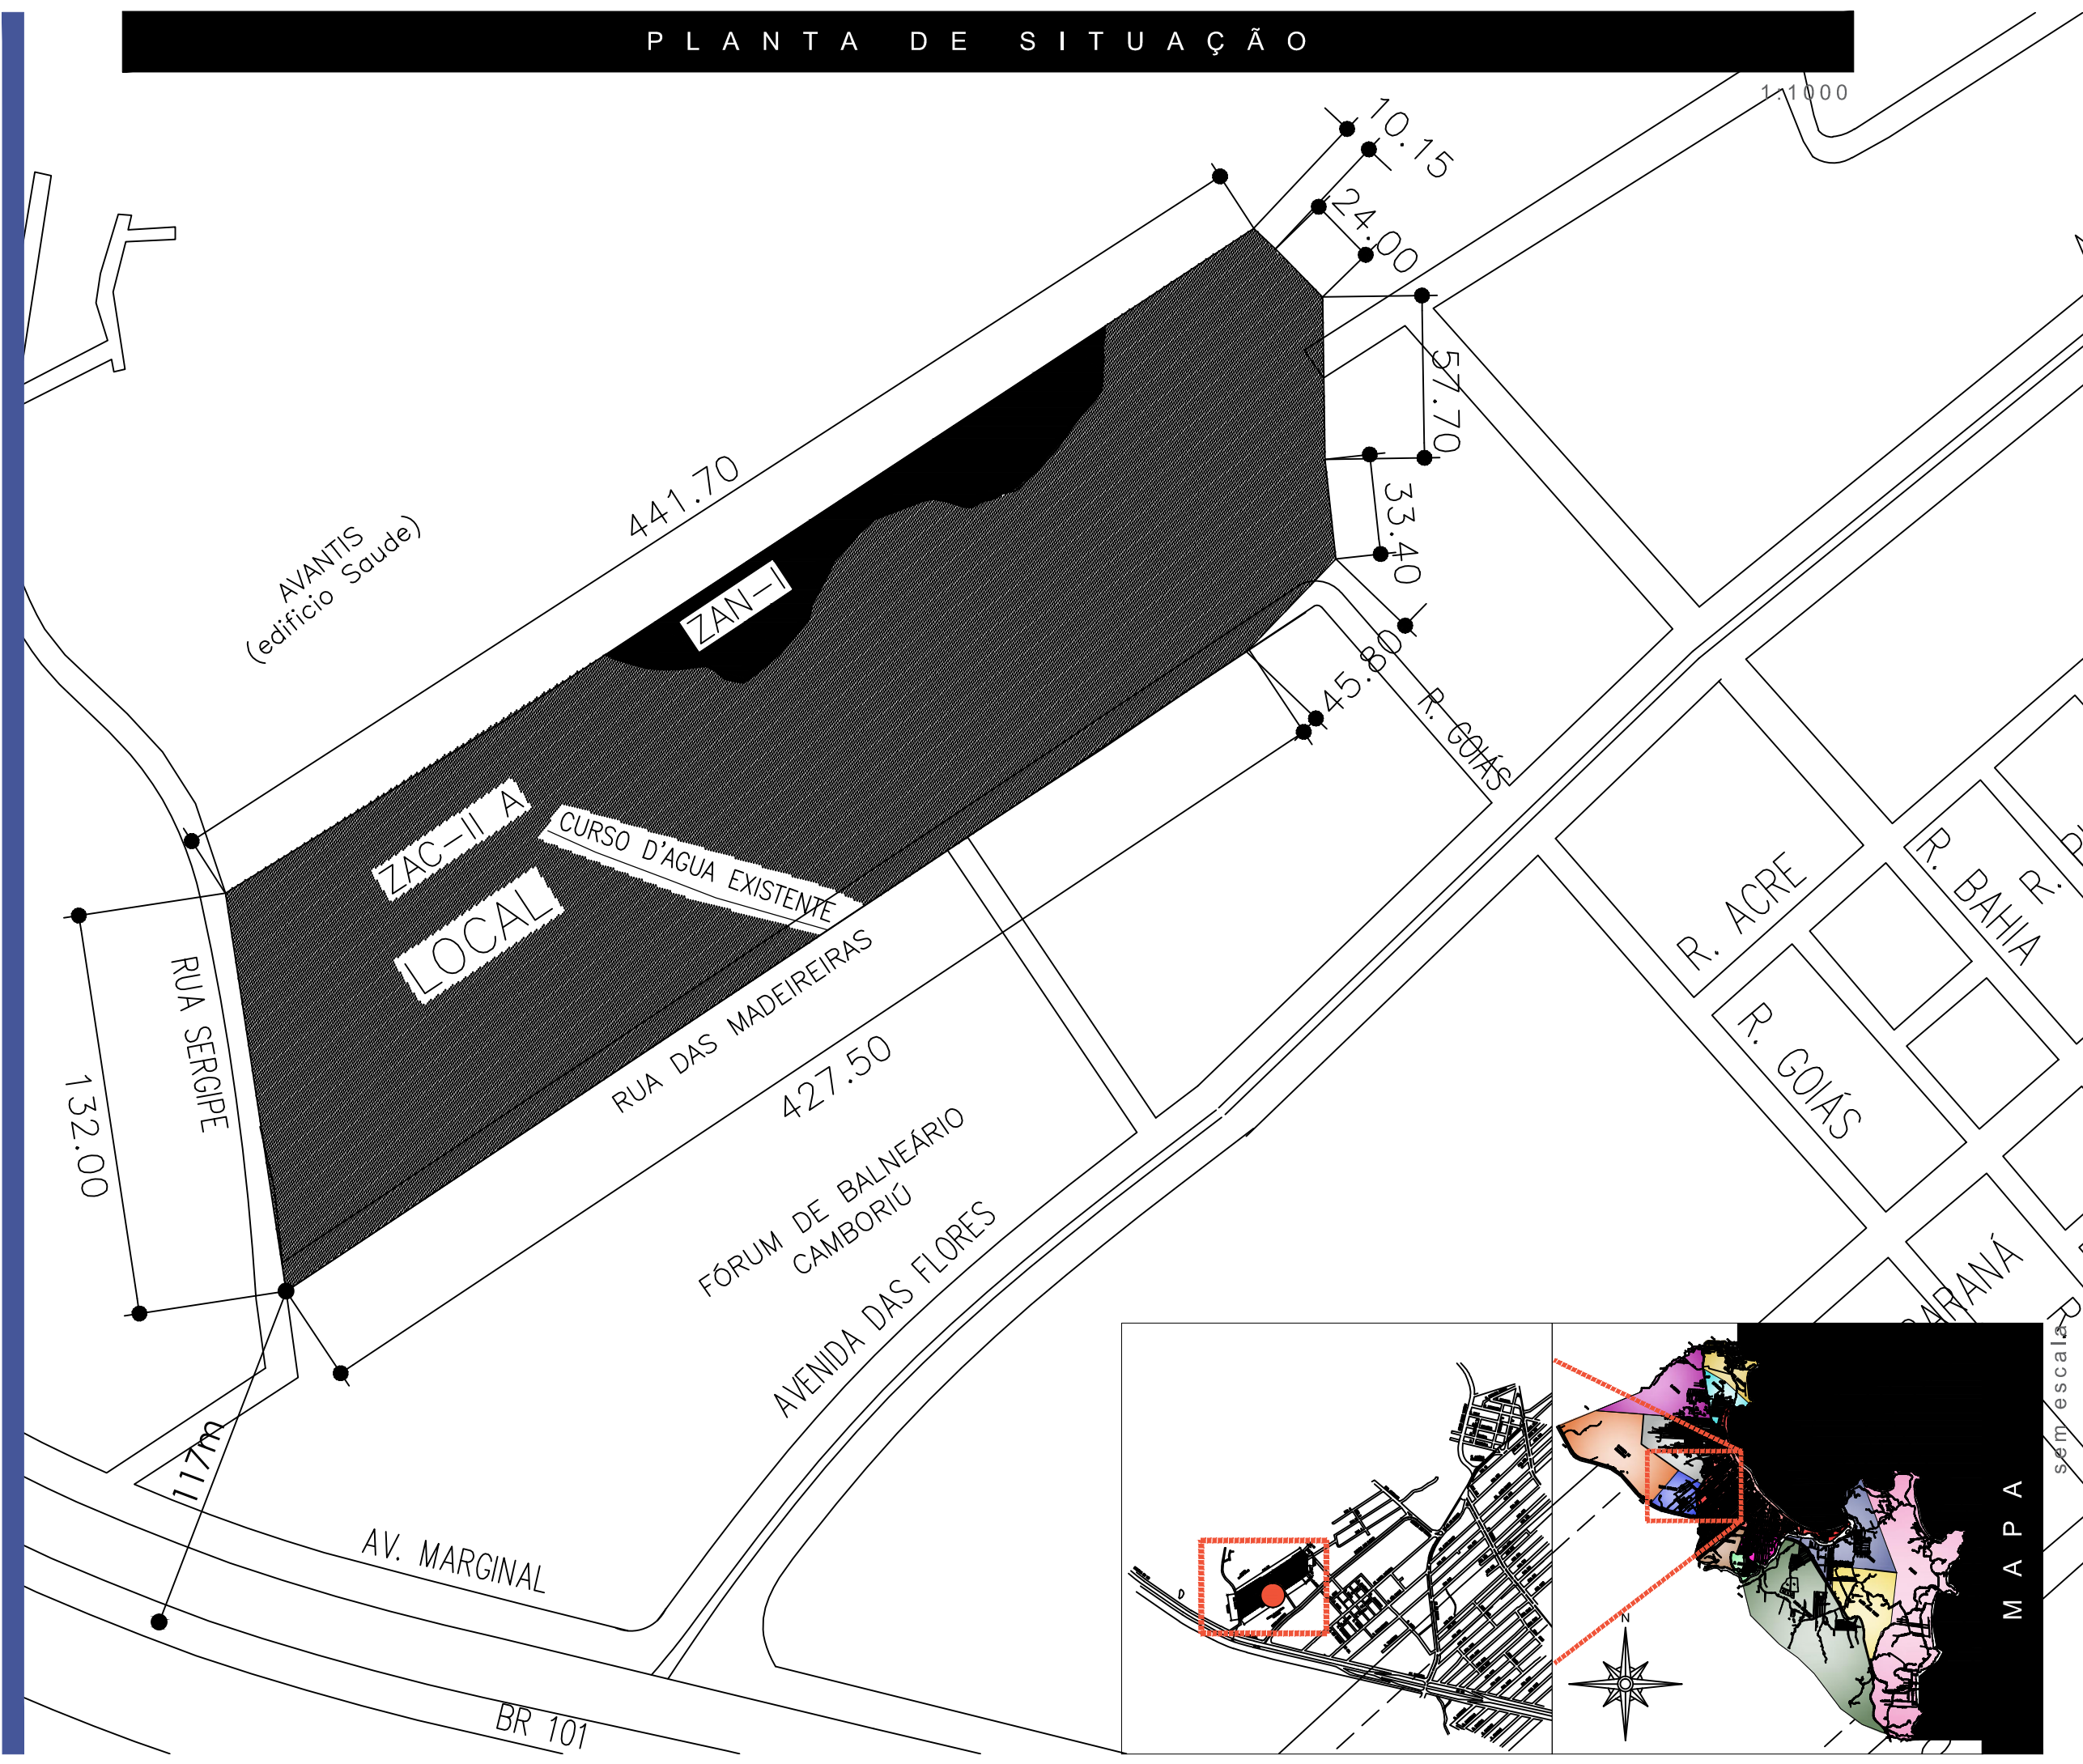 PLANTA DE SITUAÇÃO
1:1000
10.15
24.00
57.70
33.40
45.80
441.70
AVANTIS
(edificio Saude)
ZAN-I
ZAC-II A
LOCAL
CURSO D'AGUA EXISTENTE
RUA DAS MADEIREIRAS
427.50
RUA SERGIPE
132.00
R. GOIÁS
R. ACRE
R. BAHIA
R.
R. GOIÁS
FÓRUM DE BALNEÁRIO
CAMBORIÚ
AVENIDA DAS FLORES
117m
AV. MARGINAL
BR 101
PARANÁ
R.
sem escala
MAPA
N